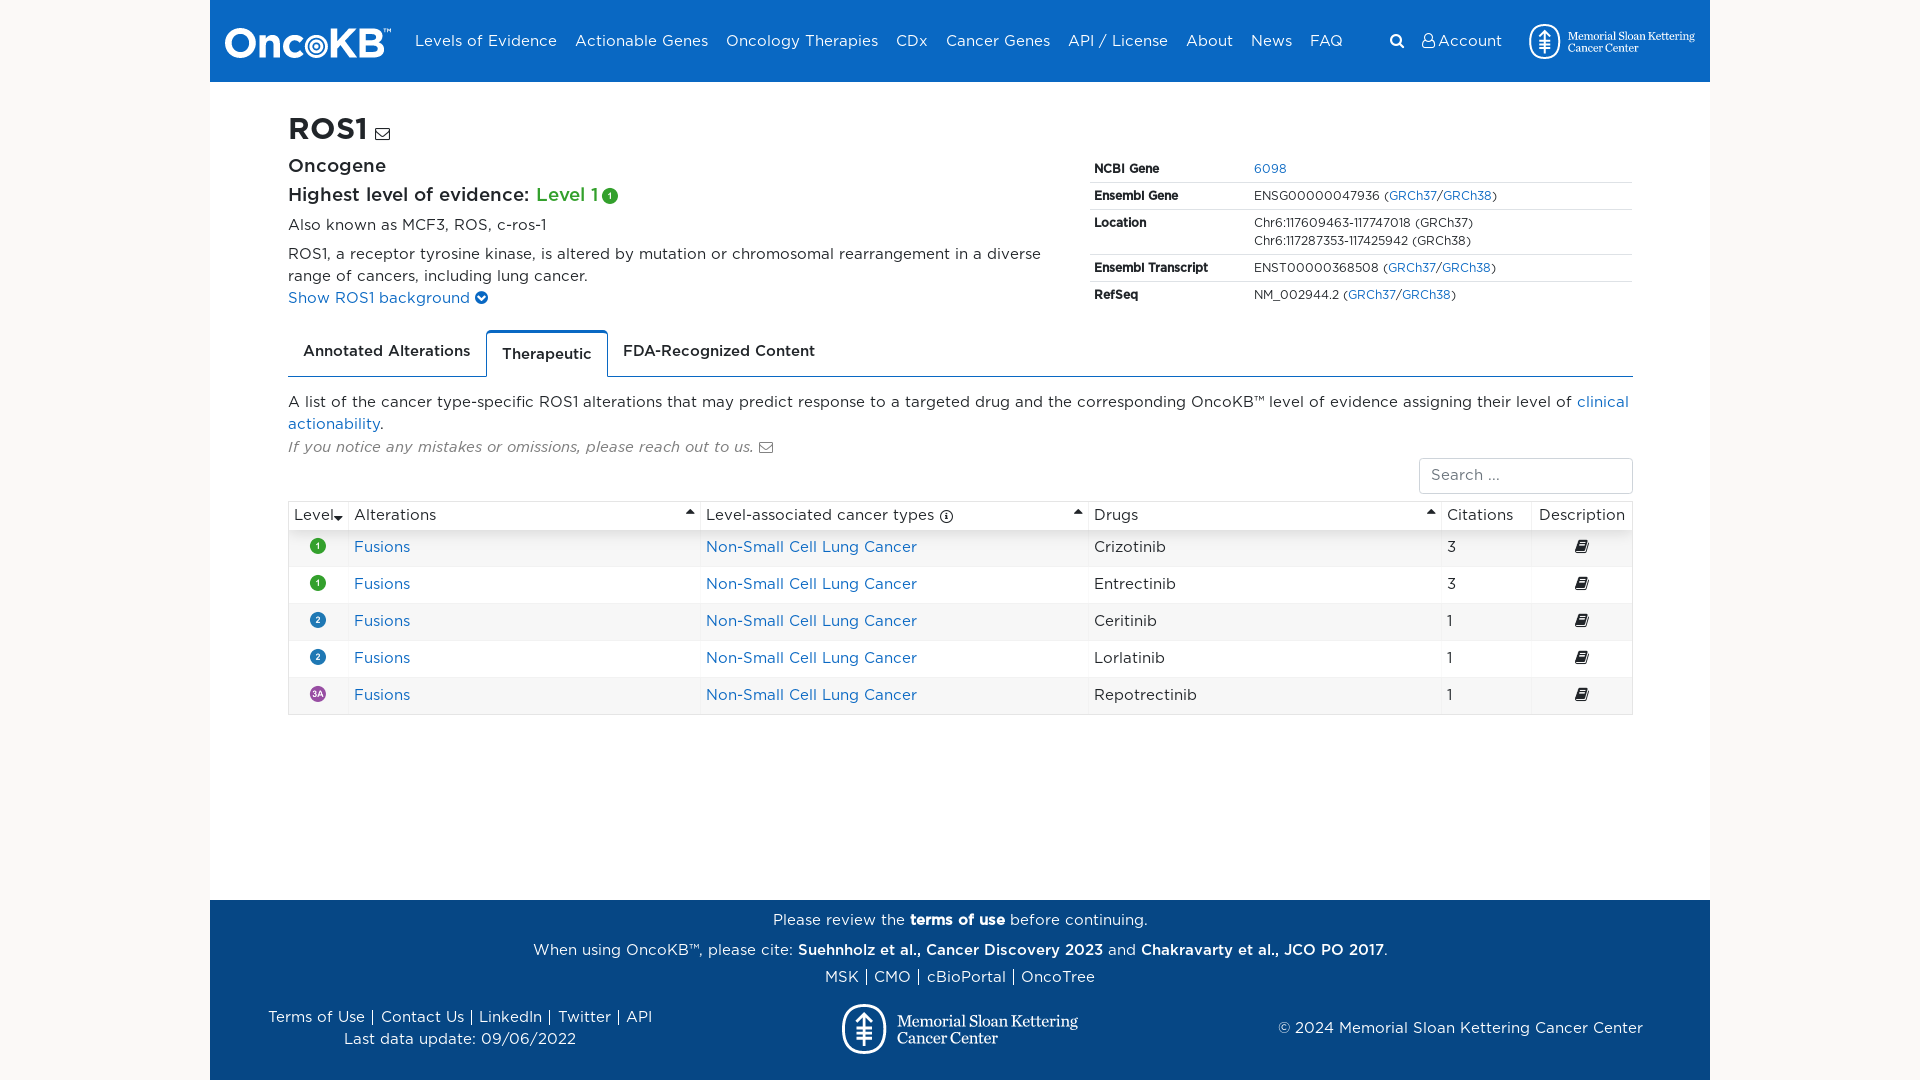 OncoKB™ Levels of Evidence Actionable Genes Oncology Therapies CDx Cancer Genes API / License About News FAQ Account Memorial Sloan Kettering
Cancer Center
ROS1
Oncogene
Highest level of evidence: Level 1 1
Also known as MCF3, ROS, c-ros-1
ROS1, a receptor tyrosine kinase, is altered by mutation or chromosomal rearrangement in a diverse
range of cancers, including lung cancer.
Show ROS1 background
NCBI Gene 6098
Ensembl Gene ENSG00000047936 (GRCh37/GRCh38)
Location Chr6:117609463-117747018 (GRCh37)
Chr6:117287353-117425942 (GRCh38)
Ensembl Transcript ENST00000368508 (GRCh37/GRCh38)
RefSeq NM_002944.2 (GRCh37/GRCh38)
Annotated Alterations Therapeutic FDA-Recognized Content
A list of the cancer type-specific ROS1 alterations that may predict response to a targeted drug and the corresponding OncoKB™ level of evidence assigning their level of clinical
actionability.
If you notice any mistakes or omissions, please reach out to us.
Search ...
Level Alterations Level-associated cancer types Drugs Citations Description
1 Fusions Non-Small Cell Lung Cancer Crizotinib 3
1 Fusions Non-Small Cell Lung Cancer Entrectinib 3
2 Fusions Non-Small Cell Lung Cancer Ceritinib 1
2 Fusions Non-Small Cell Lung Cancer Lorlatinib 1
3A Fusions Non-Small Cell Lung Cancer Repotrectinib 1
Please review the terms of use before continuing.
When using OncoKB™, please cite: Suehnholz et al., Cancer Discovery 2023 and Chakravarty et al., JCO PO 2017.
MSK | CMO | cBioPortal | OncoTree
Terms of Use | Contact Us | LinkedIn | Twitter | API
Last data update: 09/06/2022
Memorial Sloan Kettering
Cancer Center
© 2024 Memorial Sloan Kettering Cancer Center